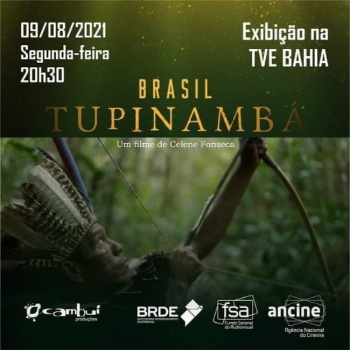 09/08/2021
Segunda-feira
20h30
Exibição na
TVE BAHIA
BRASIL
TUPINAMBÁ
Um filme de Celene Fonseca
cambuí
produções
BRDE
fsa
Fundo Setorial
do Audiovisual
ancine
Agência Nacional
do Cinema